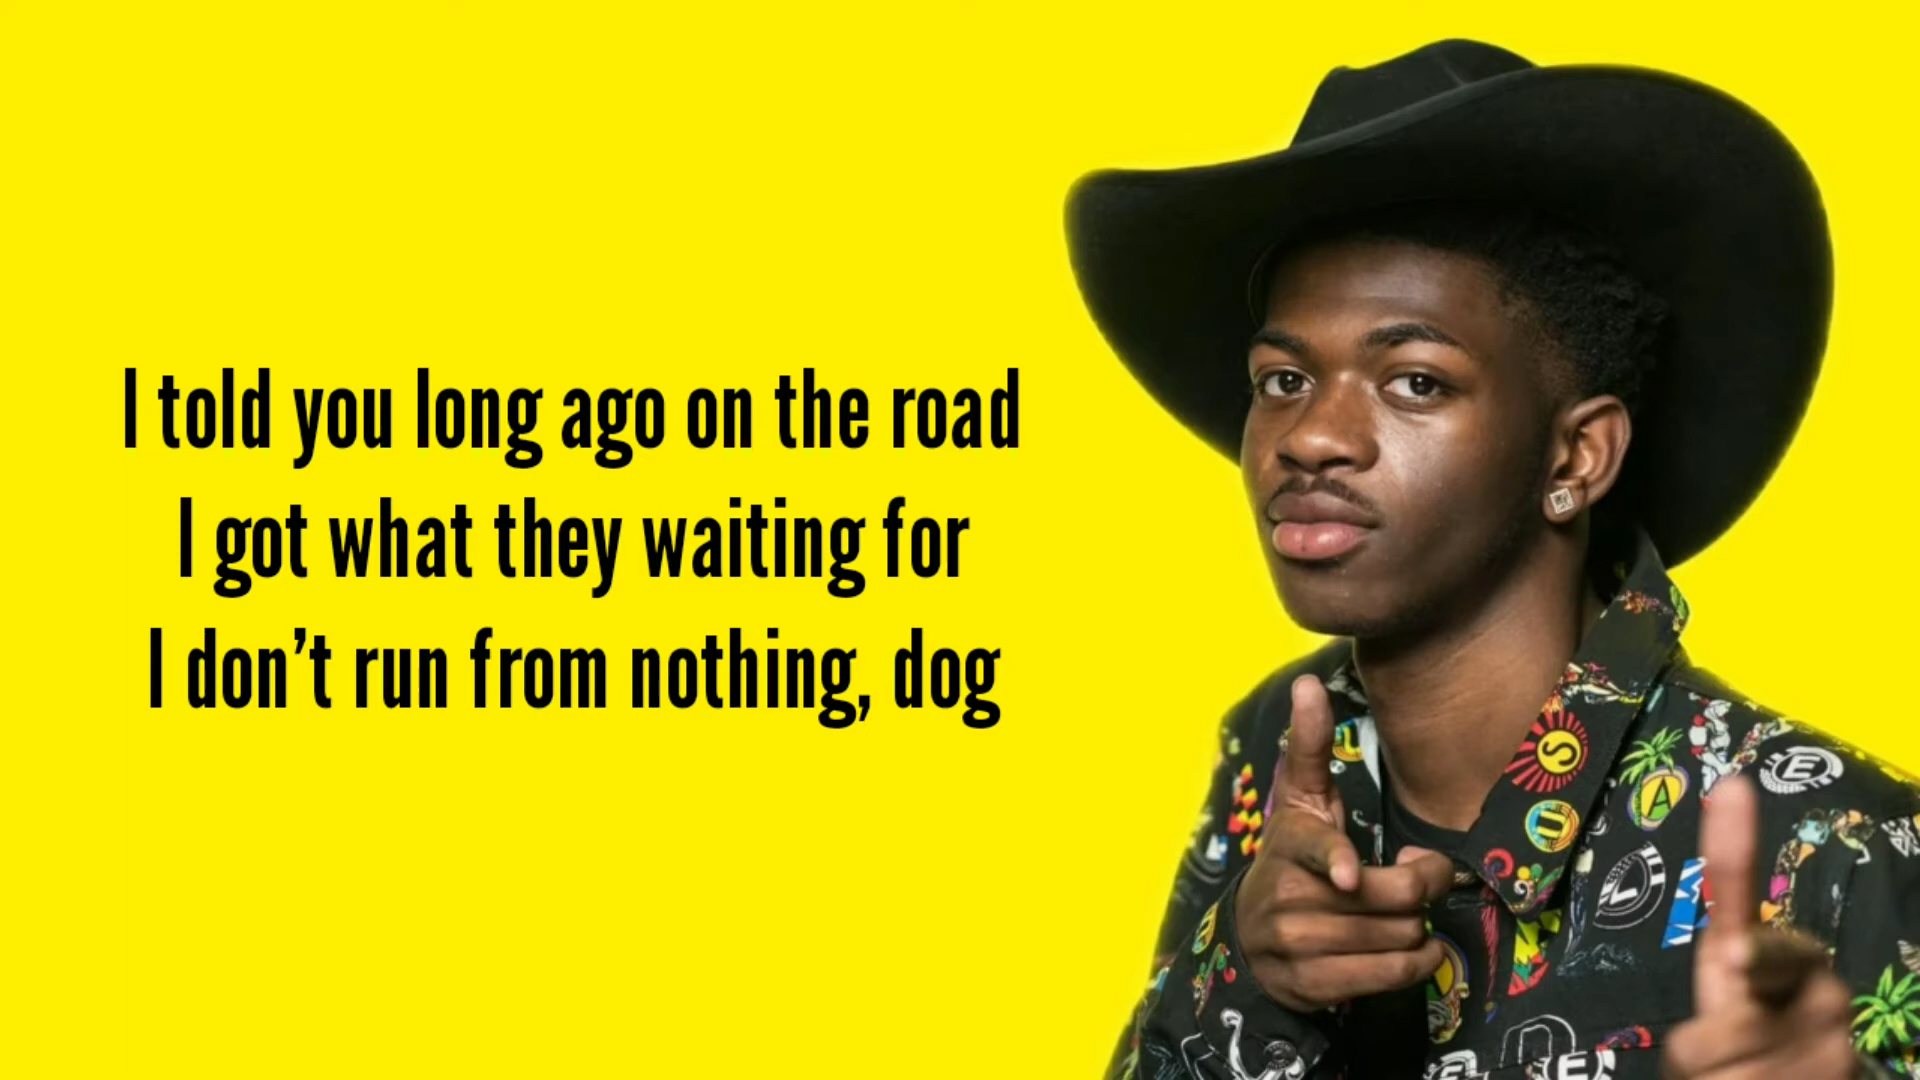 I told you long ago on the road
I got what they waiting for
I don’t run from nothing, dog
S
A
E
E
E